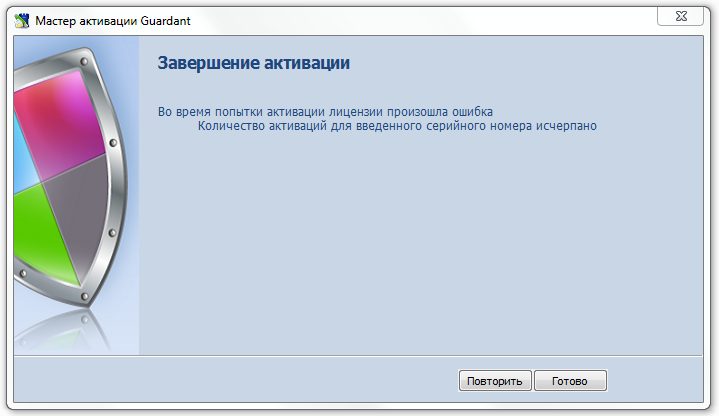 Мастер активации Guardant
Завершение активации
Во время попытки активации лицензии произошла ошибка
Количество активаций для введенного серийного номера исчерпано
Повторить
Готово